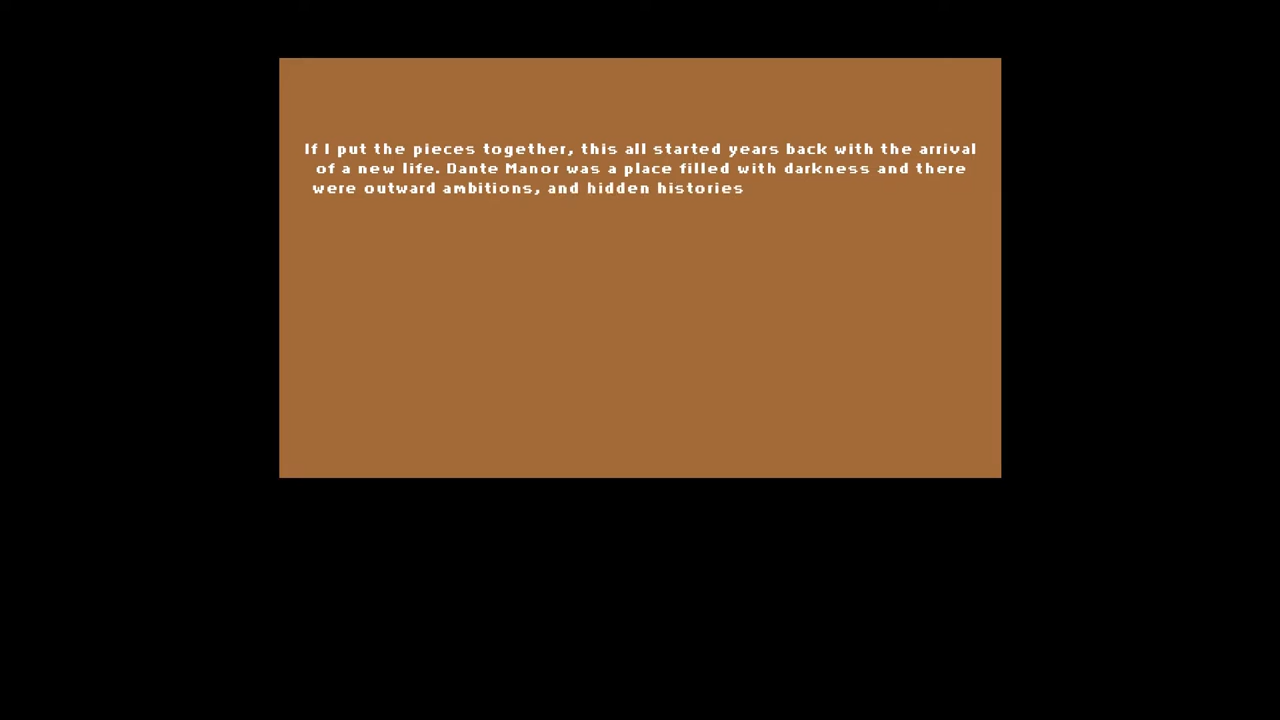 If I put the pieces together, this all started years back with the arrival
of a new life. Dante Manor was a place filled with darkness and there
were outward ambitions, and hidden histories